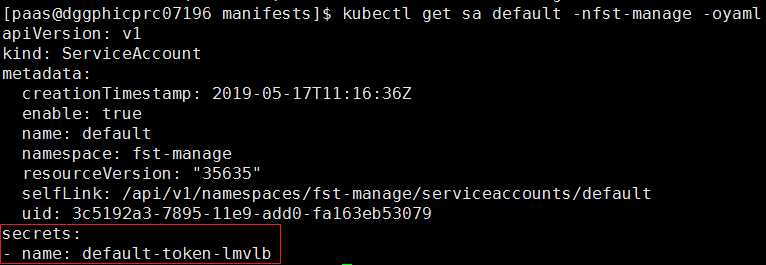 [paas@dggphicprc07196 manifests]$ kubectl get sa default -nfst-manage -oyaml
apiVersion: v1
kind: ServiceAccount
metadata:
  creationTimestamp: 2019-05-17T11:16:36Z
  enable: true
  name: default
  namespace: fst-manage
  resourceVersion: "35635"
  selfLink: /api/v1/namespaces/fst-manage/serviceaccounts/default
  uid: 3c5192a3-7895-11e9-add0-fa163eb53079
secrets:
- name: default-token-lmvlb